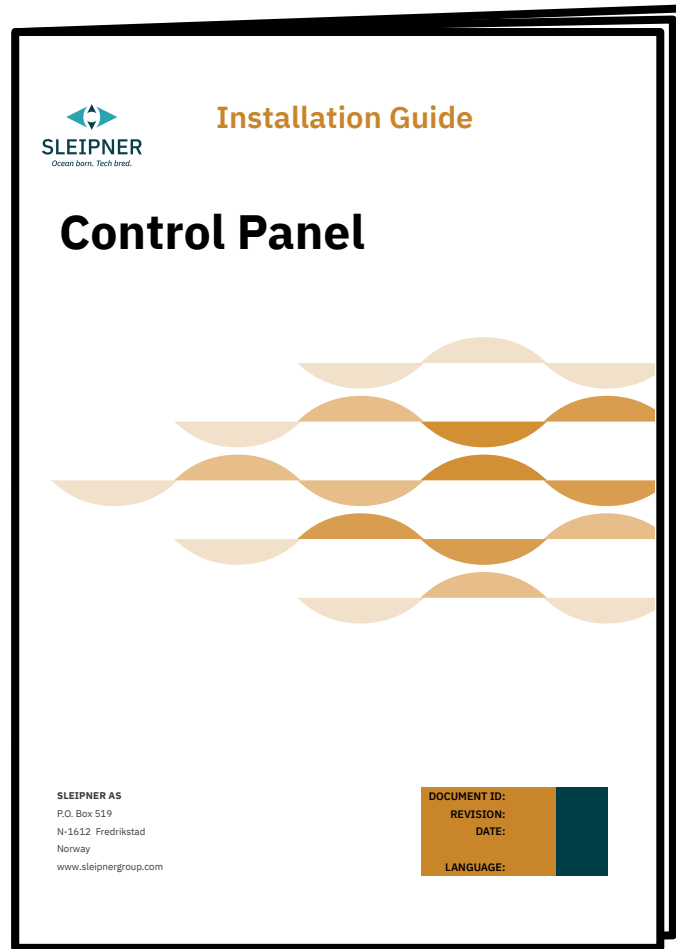 Installation Guide
SLEIPNER
Ocean born. Tech bred.
Control Panel
SLEIPNER AS
P.O. Box 519
N-1612 Fredrikstad
Norway
www.sleipnergroup.com
DOCUMENT ID:
REVISION:
DATE:
LANGUAGE: